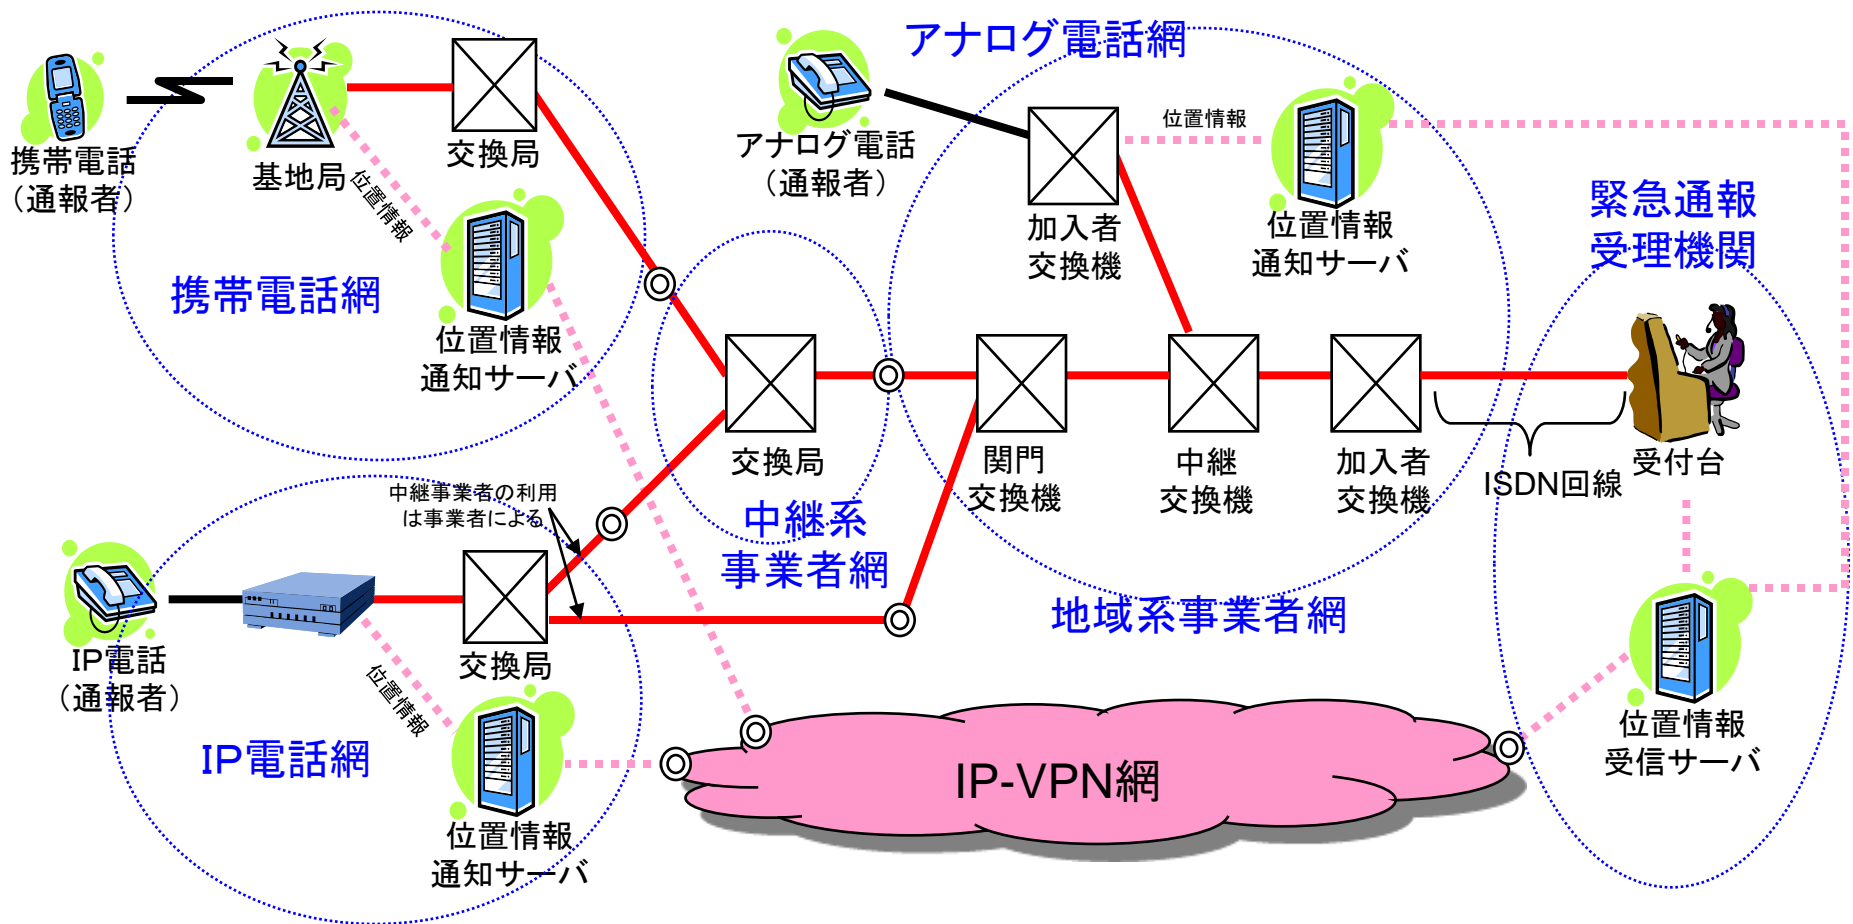 アナログ電話網
携帯電話
（通報者）
基地局
交換局
位置情報
位置情報
通知サーバ
携帯電話網
アナログ電話
（通報者）
加入者
交換機
位置情報
位置情報
通知サーバ
緊急通報
受理機関
交換局
関門
交換機
中継
交換機
加入者
交換機
ISDN回線
受付台
中継事業者の利用
は事業者による
中継系
事業者網
地域系事業者網
IP電話
（通報者）
交換局
位置情報
IP電話網
位置情報
通知サーバ
IP-VPN網
位置情報
受信サーバ